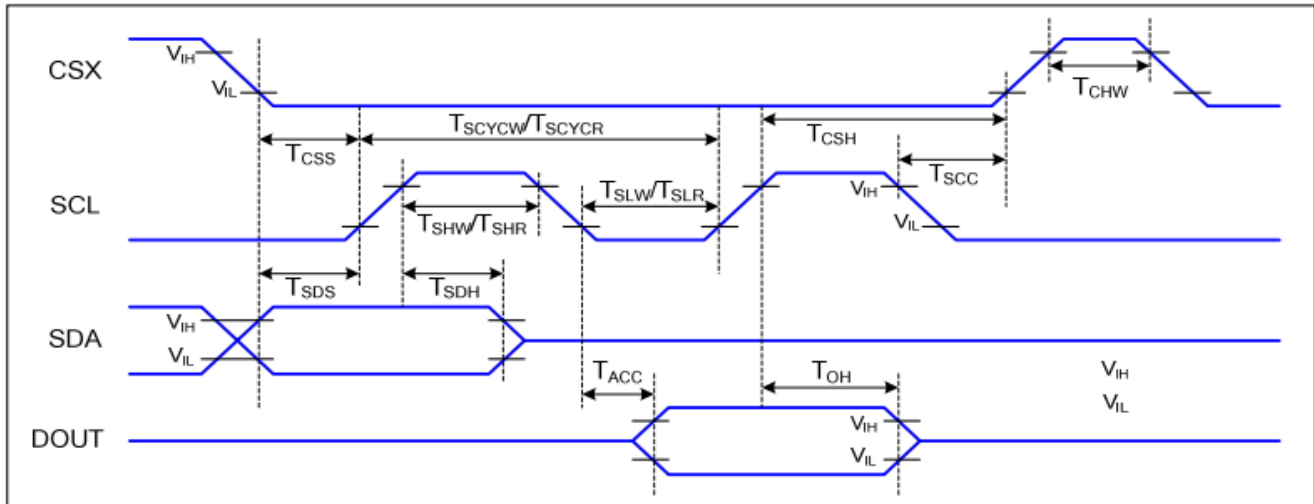 CSX
VIH
VIL
TCHW
TSCYCW/TSCYCR
TCSS
TCSH
TSCC
SCL
TSLW/TSLR
VIH
TSHW/TSHR
VIL
TSDS
TSDH
SDA
VIH
VIL
TACC
TOH
VIH
VIL
DOUT
VIH
VIL